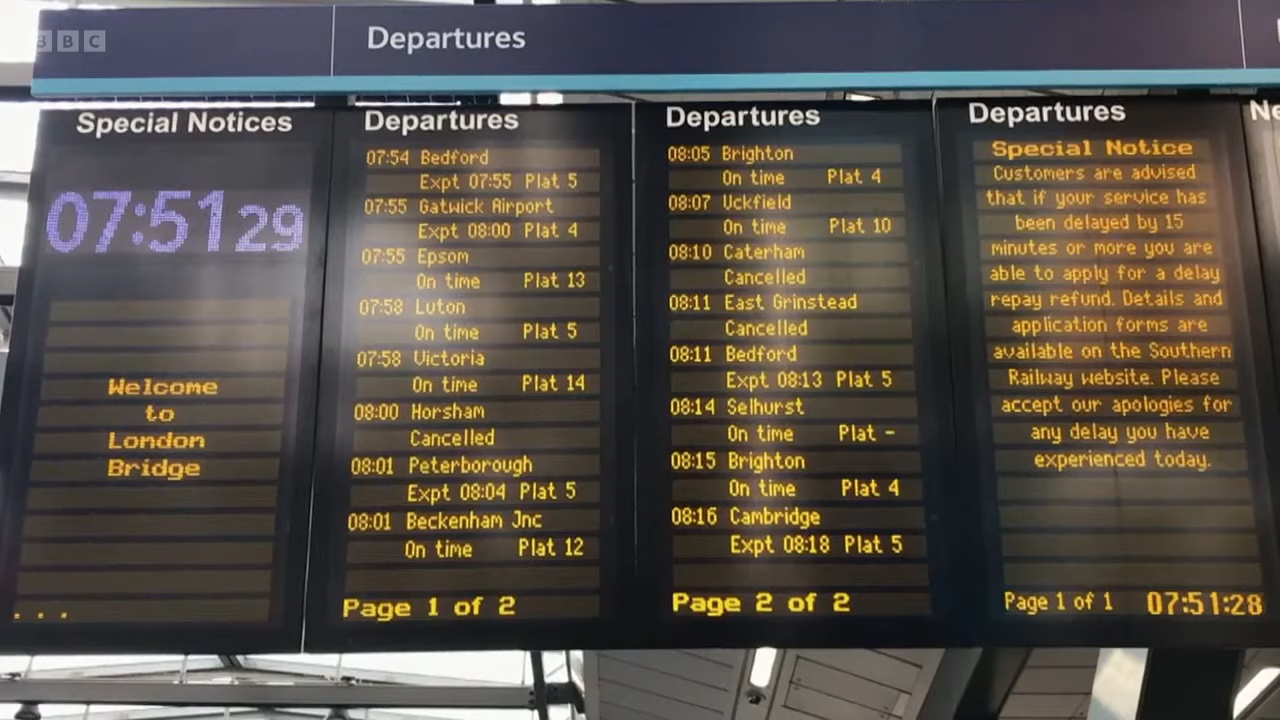 BBC
Departures
Special Notices
07:51 29
Welcome
to
London
Bridge
. . .
Departures
07:54 Bedford
Expt 07:55 Plat 5
07:55 Gatwick Airport
Expt 08:00 Plat 4
07:55 Epsom
On time Plat 13
07:58 Luton
On time Plat 5
07:58 Victoria
On time Plat 14
08:00 Horsham
Cancelled
08:01 Peterborough
Expt 08:04 Plat 5
08:01 Beckenham Jnc
On time Plat 12
Page 1 of 2
Departures
08:05 Brighton
On time Plat 4
08:07 Uckfield
On time Plat 10
08:10 Caterham
Cancelled
08:11 East Grinstead
Cancelled
08:11 Bedford
Expt 08:13 Plat 5
08:14 Selhurst
On time Plat -
08:15 Brighton
On time Plat 4
08:16 Cambridge
Expt 08:18 Plat 5
Page 2 of 2
Departures
Special Notice
Customers are advised
that if your service has
been delayed by 15
minutes or more you are
able to apply for a delay
repay refund. Details and
application forms are
available on the Southern
Railway website. Please
accept our apologies for
any delay you have
experienced today.
Page 1 of 1 07:51:28